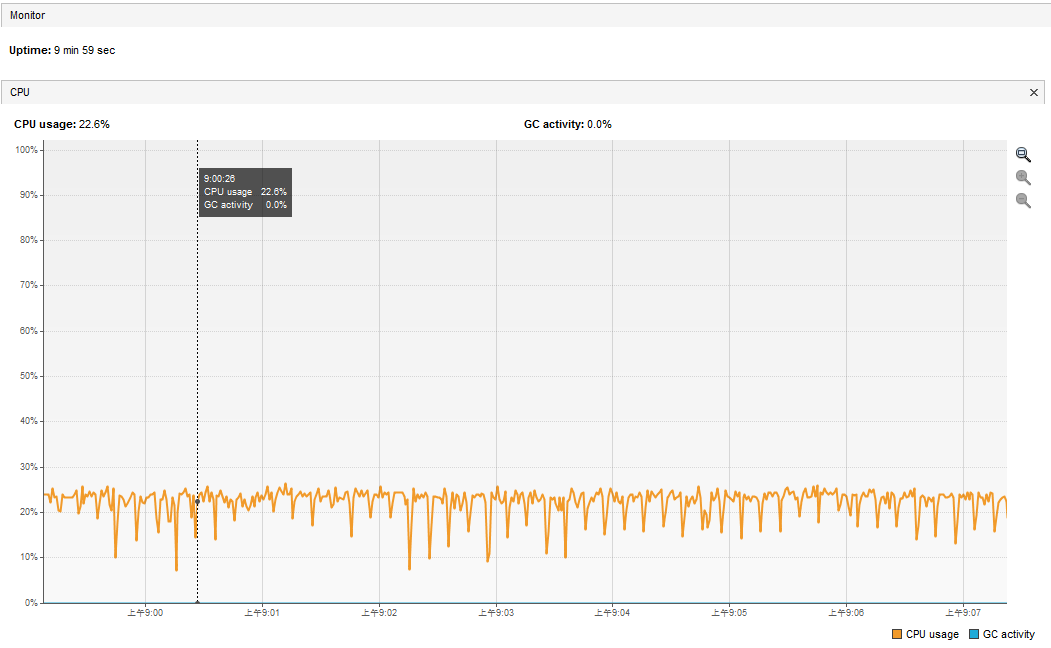 Monitor
Uptime: 9 min 59 sec
CPU
CPU usage: 22.6% GC activity: 0.0%
100%
90%
80%
70%
60%
50%
40%
30%
20%
10%
0%
9:00:26
CPU usage 22.6%
GC activity 0.0%
上午9:00 上午9:01 上午9:02 上午9:03 上午9:04 上午9:05 上午9:06 上午9:07
CPU usage GC activity